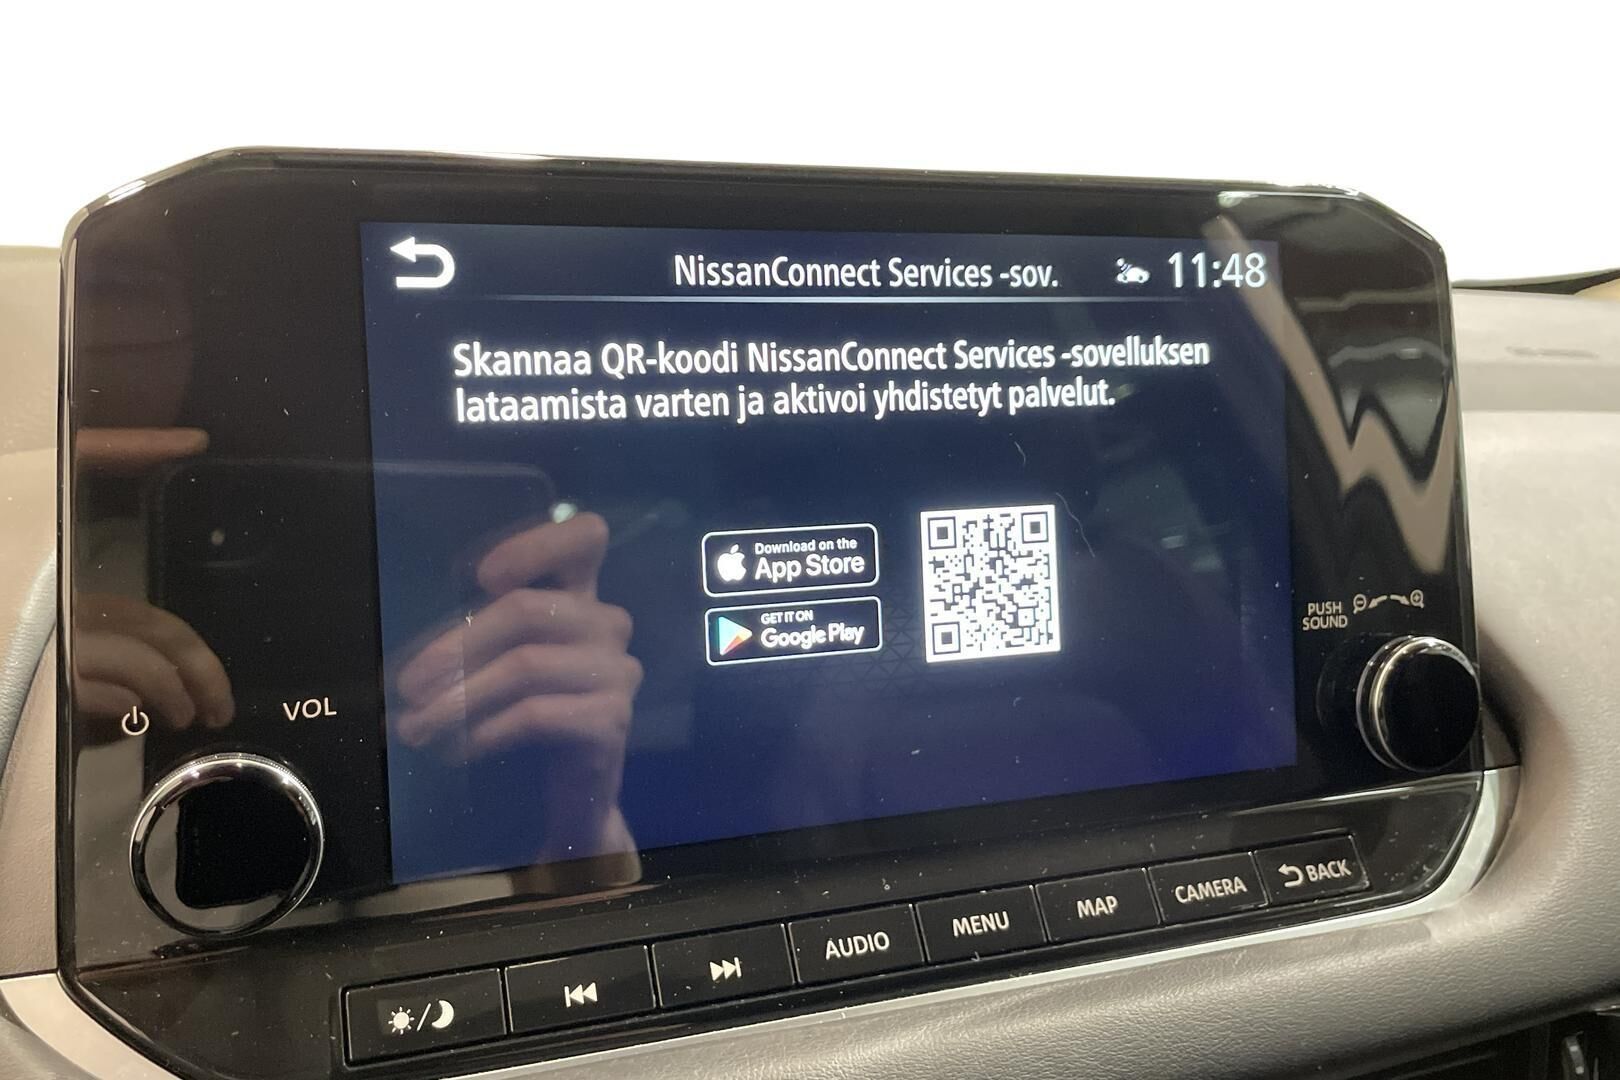 NissanConnect Services -sov.
11:48
Skannaa QR-koodi NissanConnect Services -sovelluksen
lataamista varten ja aktivoi yhdistetyt palvelut.
Download on the
App Store
GET IT ON
Google Play
PUSH
SOUND
VOL
AUDIO
MENU
MAP
CAMERA
BACK